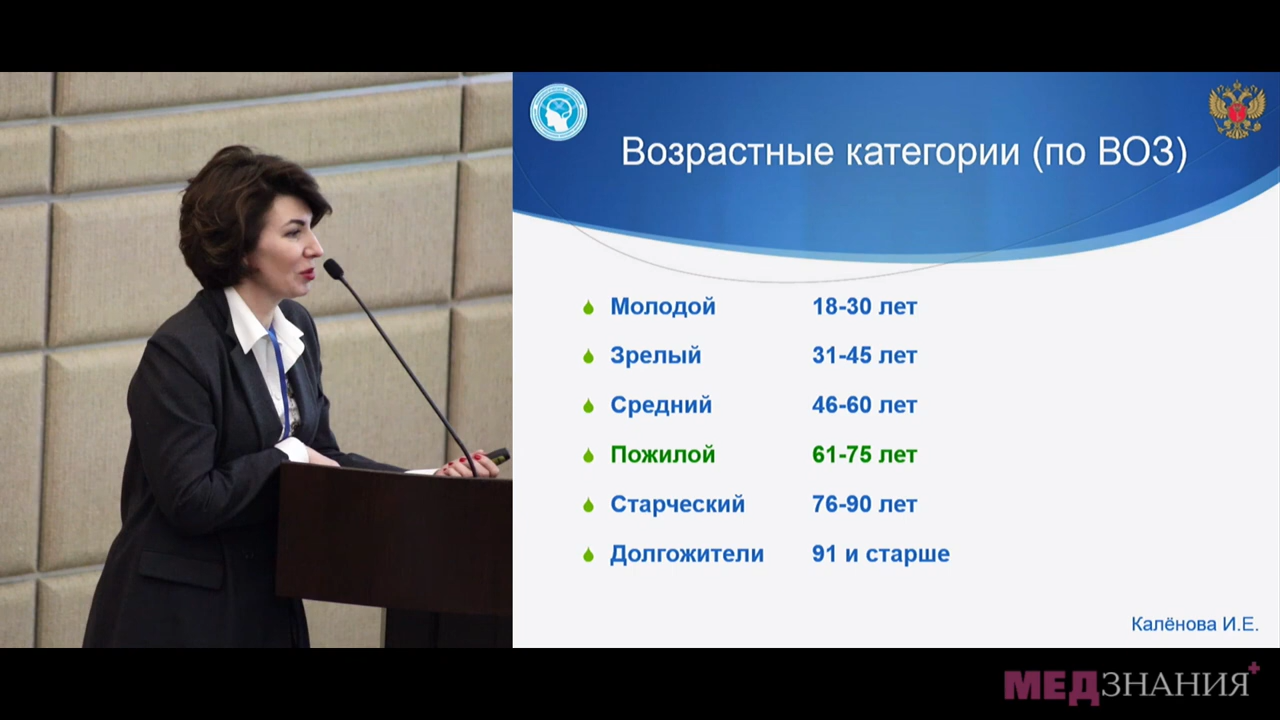 Возрастные категории (по ВОЗ)
Молодой 18-30 лет
Зрелый 31-45 лет
Средний 46-60 лет
Пожилой 61-75 лет
Старческий 76-90 лет
Долгожители 91 и старше
Калёнова И.Е.
МЕДЗНАНИЯ+